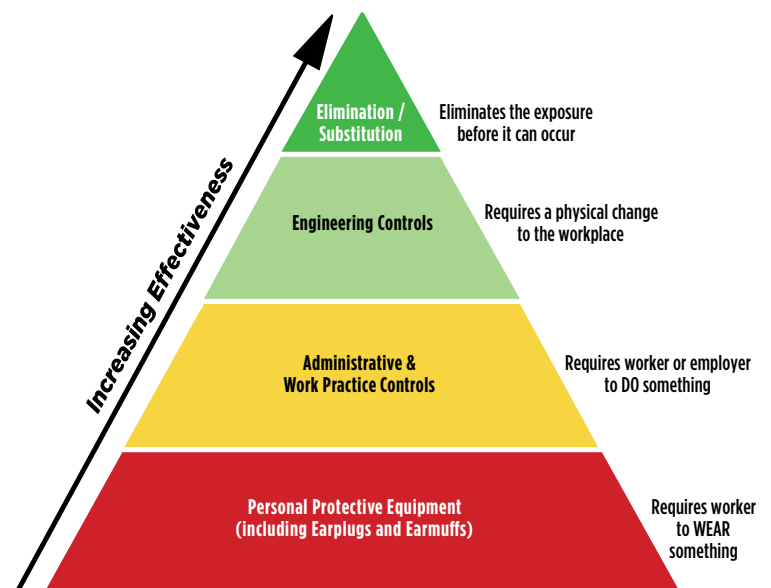 Elimination /
Substitution
Eliminates the exposure
before it can occur
Engineering Controls
Requires a physical change
to the workplace
Increasing Effectiveness
Administrative &
Work Practice Controls
Requires worker or employer
to DO something
Personal Protective Equipment
(including Earplugs and Earmuffs)
Requires worker
to WEAR
something